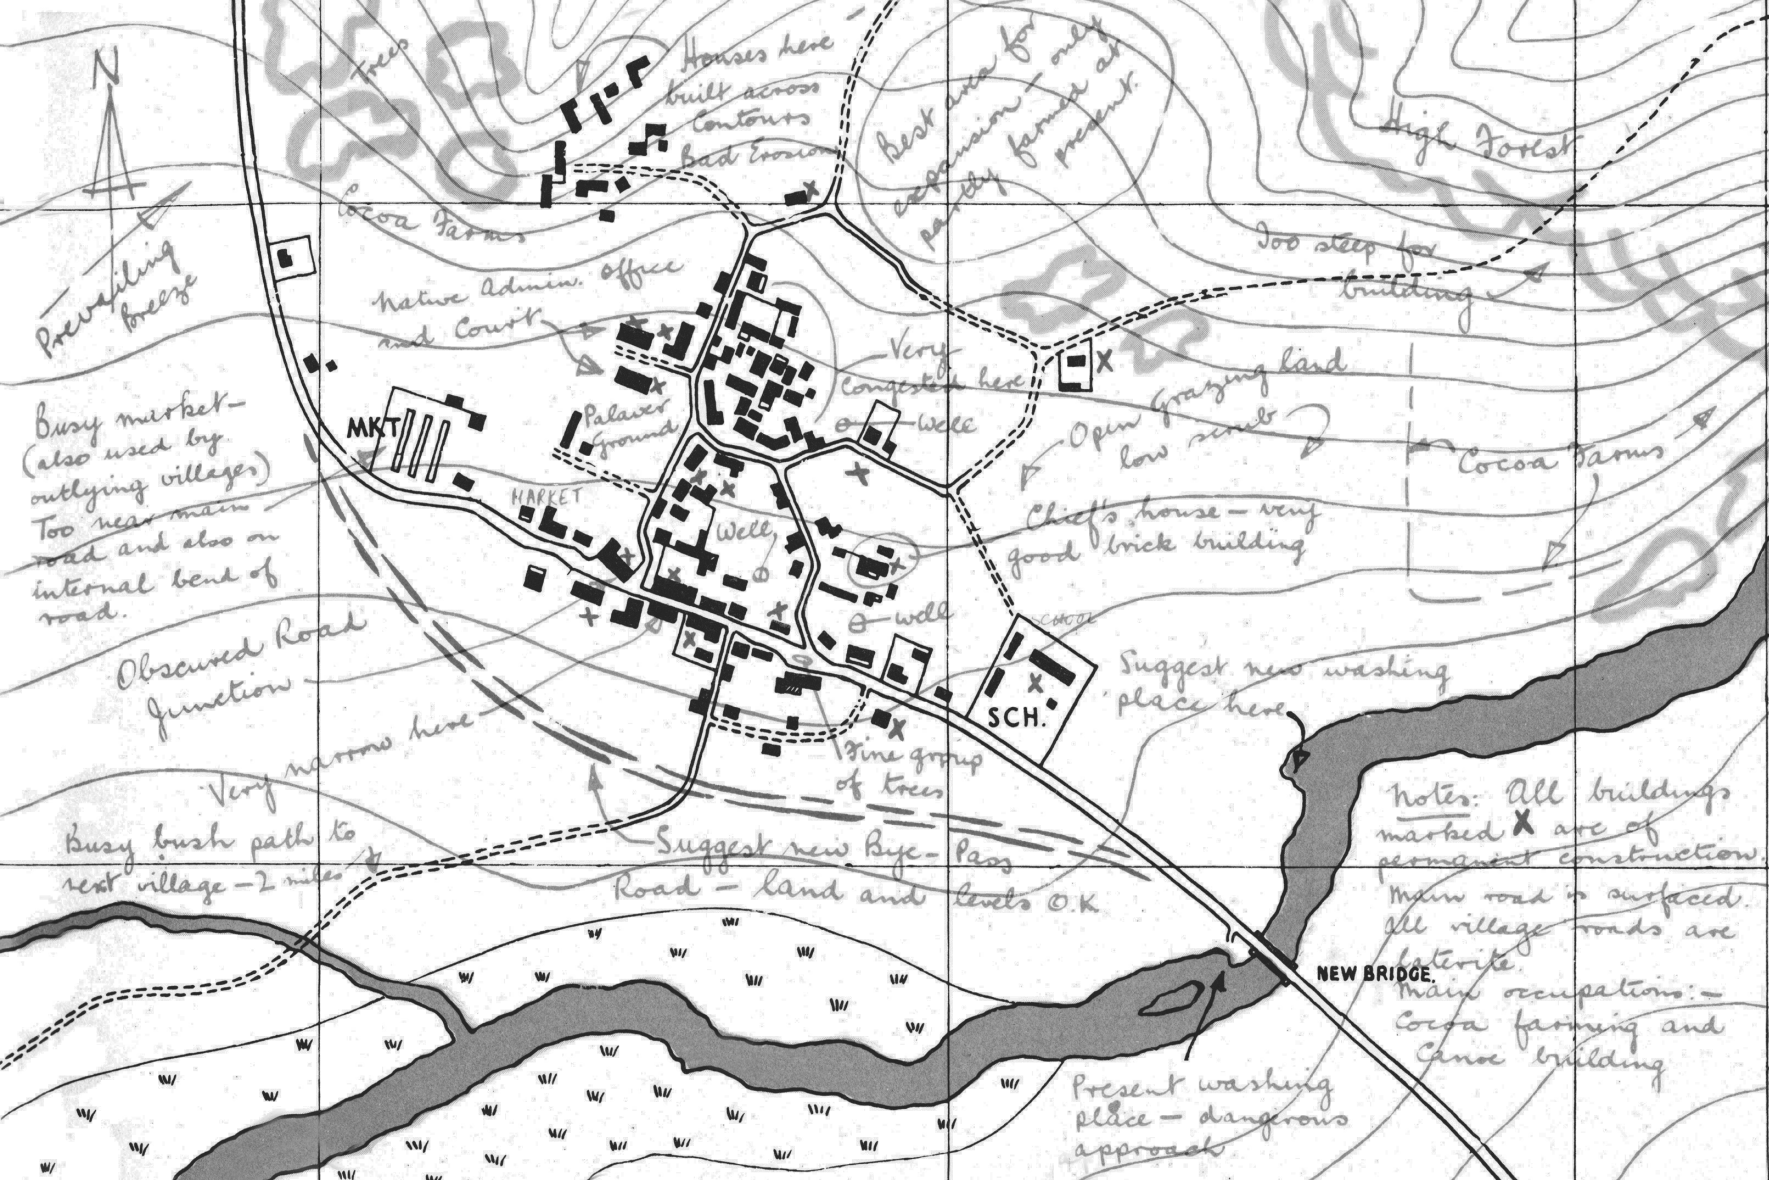 N
Trees
Houses here
built across
Contours
Bad Erosion
Best area for
expansion – only
partly farmed at
present.
High Forest
Cocoa Farms
Prevailing
Breeze
Native Admin. Office
and Court
Too steep for
building
Very
Congested here
Well
Open grazing land
low scrub
Cocoa Farms
Palaver
Ground
Busy market –
(also used by
outlying villages)
Too near main
road and also on
internal bend of
road.
MKT
MARKET
Well
Chief's house – very
good brick building
Well
SCHOOL
SCH.
Suggest new washing
place here
Obscured Road
Junction
Very narrow here
Fine group
of trees
Busy bush path to
next village – 2 miles
Suggest new Bye-Pass
Road – land and levels O.K.
Notes: All buildings
marked X are of
permanent construction.
Main road is surfaced.
All village roads are
laterite.
Main occupations:–
Cocoa farming and
Canoe building
NEW BRIDGE.
Present washing
place – dangerous
approach